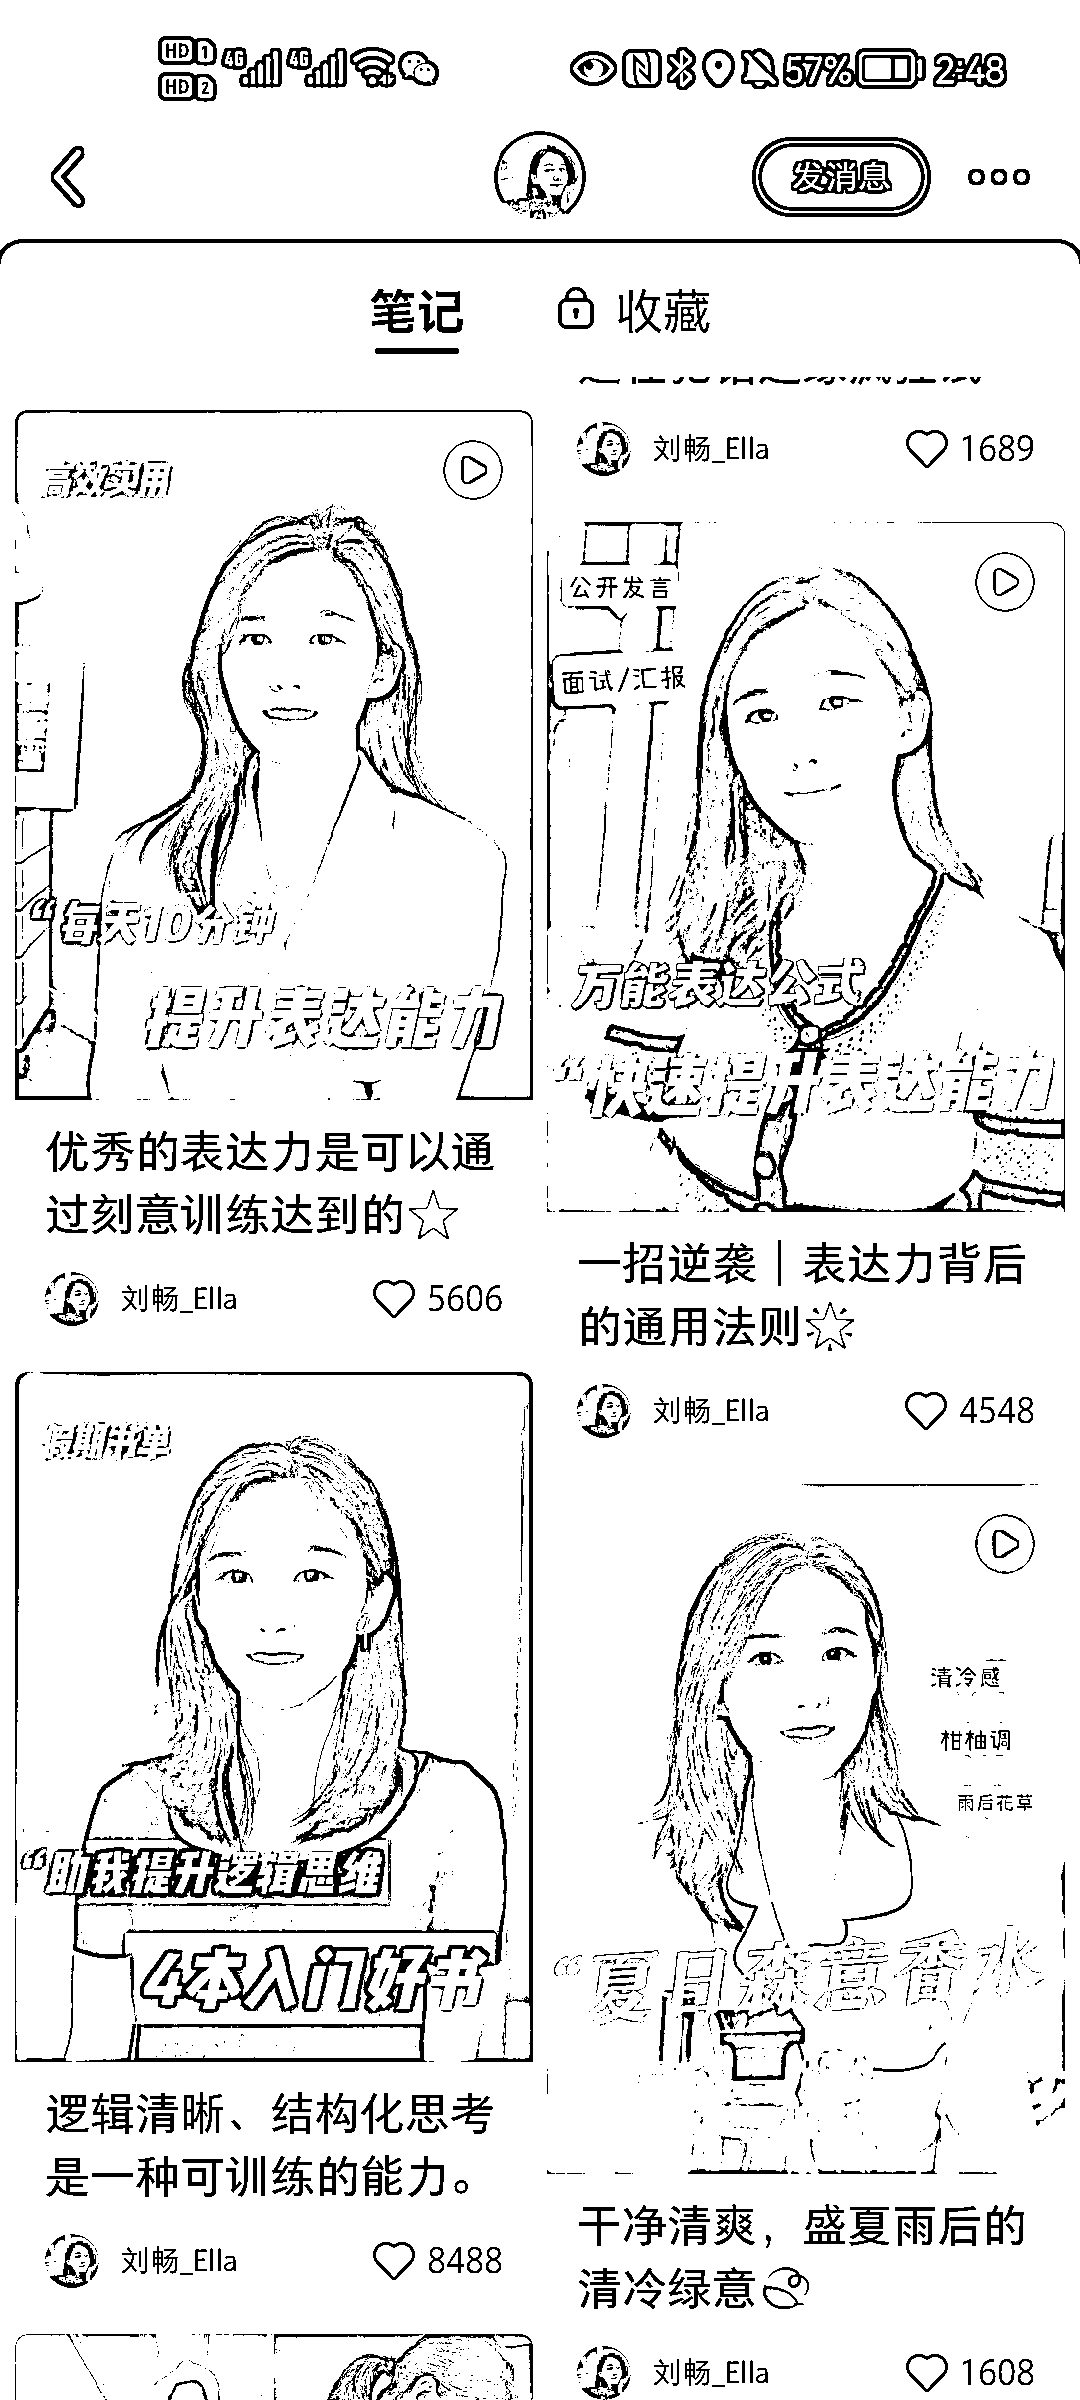 HD 1 4G 4G 57% 2:48
HD 2
发消息
笔记 收藏
刘畅_Ella 1689
高效实用
“每天10分钟
提升表达能力
优秀的表达力是可以通
过刻意训练达到的
刘畅_Ella 5606
公开发言
面试/汇报
万能表达公式
“快速提升表达能力
一招逆袭｜表达力背后
的通用法则
刘畅_Ella 4548
假期书单
“助我提升逻辑思维
4本入门好书
逻辑清晰、结构化思考
是一种可训练的能力。
刘畅_Ella 8488
清冷感
柑柚调
雨后花草
“夏日森意香水
干净清爽，盛夏雨后的
清冷绿意
刘畅_Ella 1608